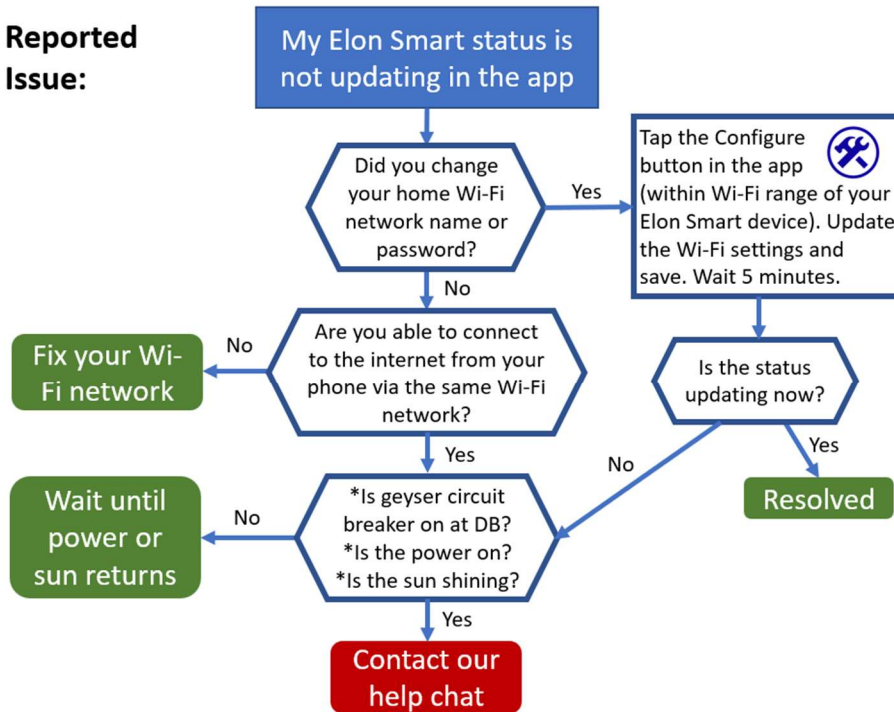 Reported
Issue:
My Elon Smart status is
not updating in the app
Did you change
your home Wi-Fi
network name or
password?
Yes
Tap the Configure
button in the app
(within Wi-Fi range of your
Elon Smart device). Update
the Wi-Fi settings and
save. Wait 5 minutes.
No
Are you able to connect
to the internet from your
phone via the same Wi-Fi
network?
No
Fix your Wi-
Fi network
Is the status
updating now?
Yes
Resolved
No
Yes
*Is geyser circuit
breaker on at DB?
*Is the power on?
*Is the sun shining?
No
Wait until
power or
sun returns
Yes
Contact our
help chat